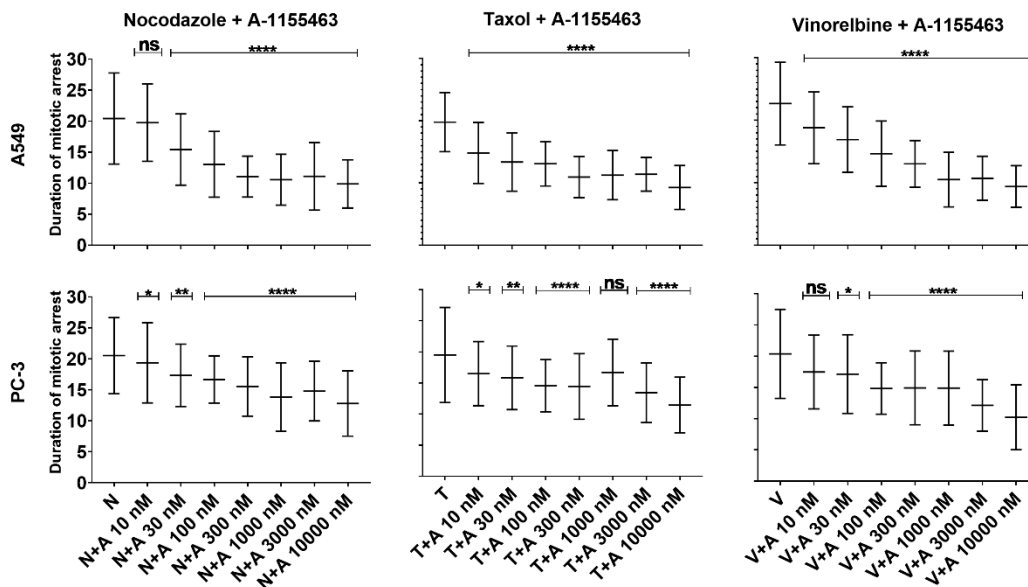 Nocodazole + A-1155463
Taxol + A-1155463
Vinorelbine + A-1155463
A549
Duration of mitotic arrest
30
25
20
15
10
5
0
ns
****
****
****
PC-3
Duration of mitotic arrest
30
25
20
15
10
5
0
*
**
****
*
**
****
ns
****
ns
*
****
N
N+A 10 nM
N+A 30 nM
N+A 100 nM
N+A 300 nM
N+A 1000 nM
N+A 3000 nM
N+A 10000 nM
T
T+A 10 nM
T+A 30 nM
T+A 100 nM
T+A 300 nM
T+A 1000 nM
T+A 3000 nM
T+A 10000 nM
V
V+A 10 nM
V+A 30 nM
V+A 100 nM
V+A 300 nM
V+A 1000 nM
V+A 3000 nM
V+A 10000 nM